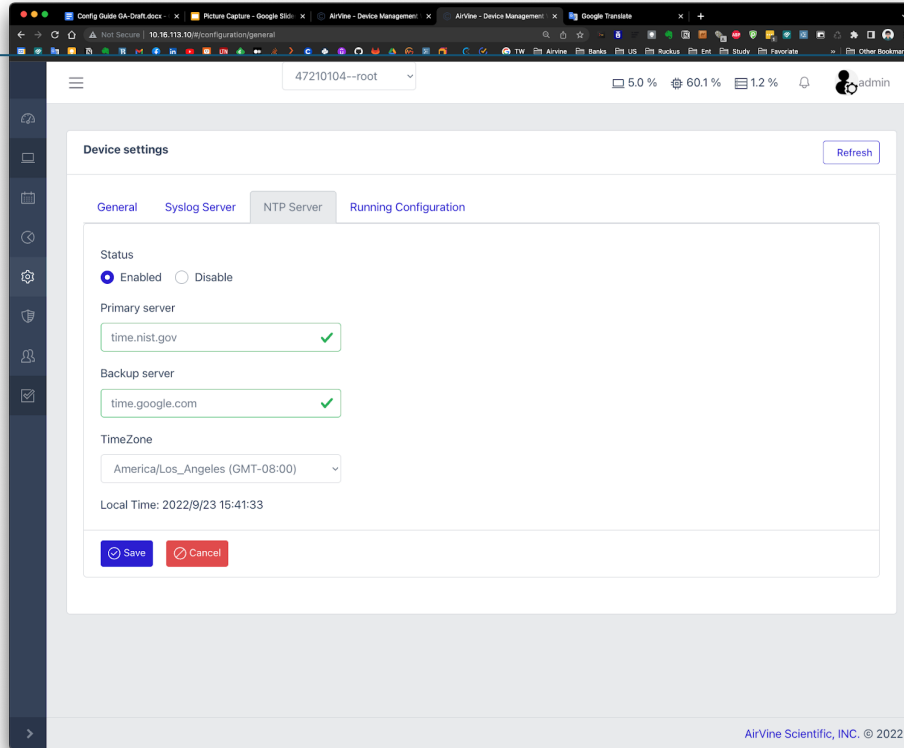 Config Guide GA-Draft.docx -
Picture Capture - Google Slide
AirVine - Device Management
AirVine - Device Management
Google Translate
Not Secure | 10.16.113.10/#/configuration/general
TW Airvine Banks US Ruckus Ent Study Favoriate » Other Bookmar
47210104--root
5.0 % 60.1 % 1.2 % admin
Device settings
Refresh
General Syslog Server NTP Server Running Configuration
Status
Enabled Disable
Primary server
time.nist.gov
Backup server
time.google.com
TimeZone
America/Los_Angeles (GMT-08:00)
Local Time: 2022/9/23 15:41:33
Save Cancel
AirVine Scientific, INC. © 2022